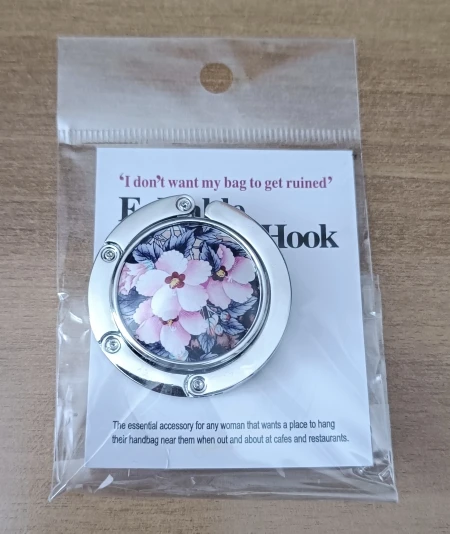 ‘I don’t want my bag to get ruined’
Hook
The essential accessory for any woman that wants a place to hang
their handbag near them when out and about at cafes and restaurants.